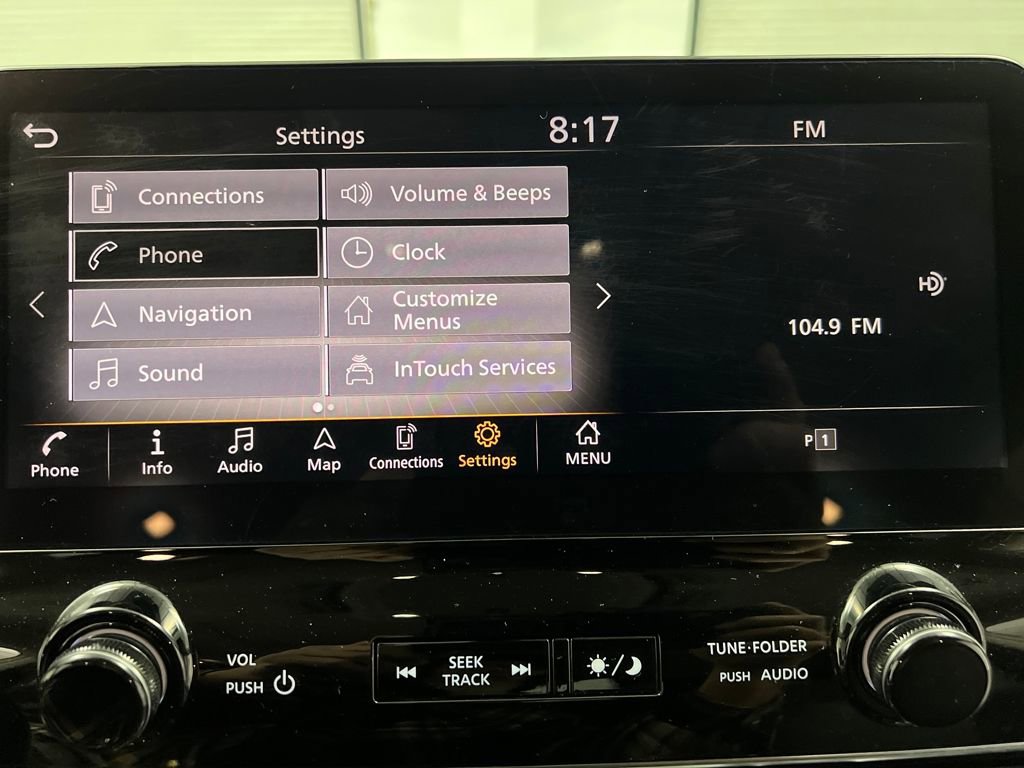 Settings
8:17
FM
Connections
Volume & Beeps
Phone
Clock
Navigation
Customize
Menus
Sound
InTouch Services
HD
104.9 FM
Phone
Info
Audio
Map
Connections
Settings
MENU
P 1
VOL
PUSH
SEEK
TRACK
TUNE·FOLDER
PUSH AUDIO